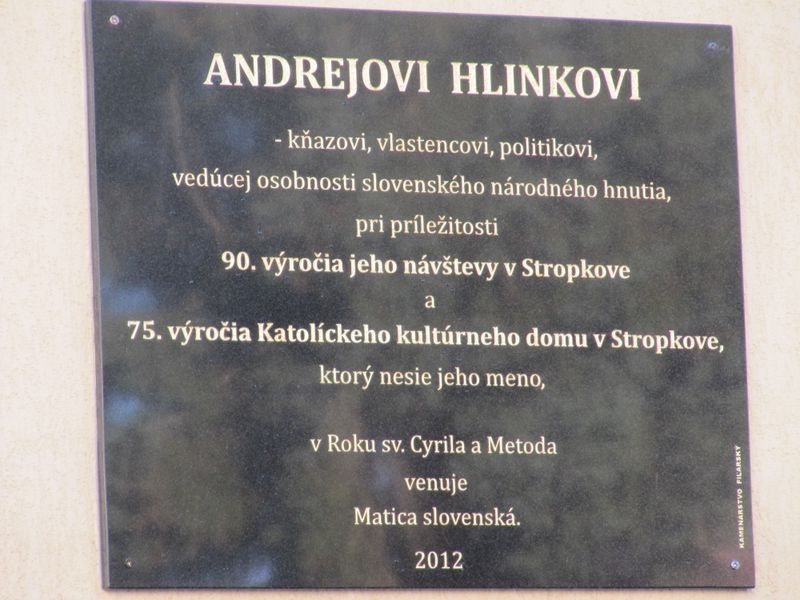 ANDREJOVI HLINKOVI
- kňazovi, vlastencovi, politikovi,
vedúcej osobnosti slovenského národného hnutia,
pri príležitosti
90. výročia jeho návštevy v Stropkove
a
75. výročia Katolíckeho kultúrneho domu v Stropkove,
ktorý nesie jeho meno,
v Roku sv. Cyrila a Metoda
venuje
Matica slovenská.
2012
KAMENÁRSTVO FILARSKÝ